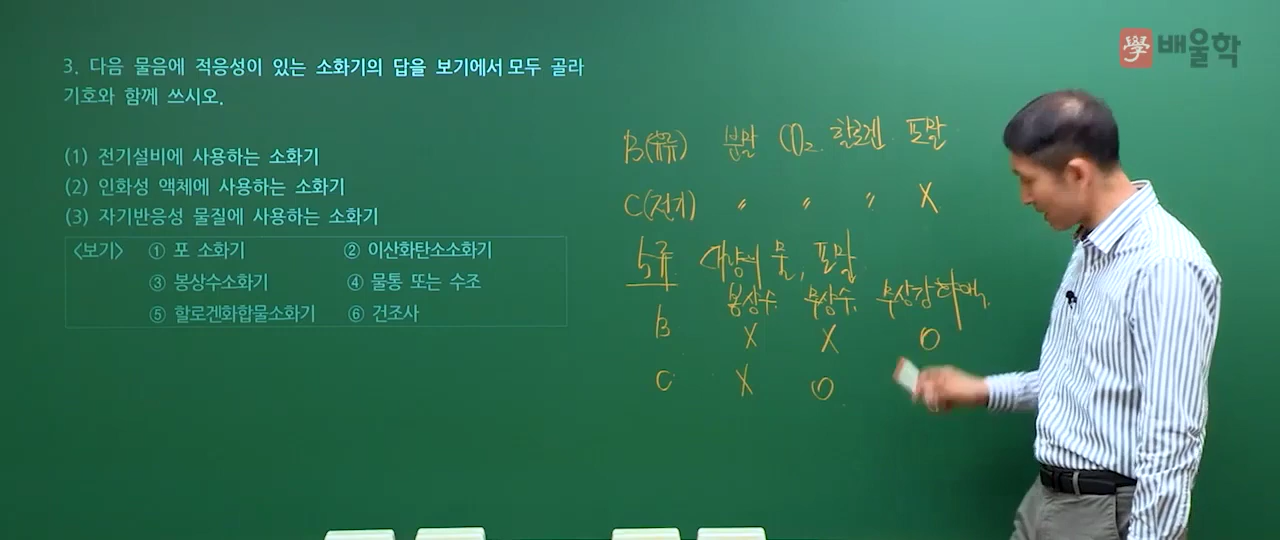 學 배울학
3. 다음 물음에 적응성이 있는 소화기의 답을 보기에서 모두 골라
기호와 함께 쓰시오.
(1) 전기설비에 사용하는 소화기
(2) 인화성 액체에 사용하는 소화기
(3) 자기반응성 물질에 사용하는 소화기
<보기> ① 포 소화기 ② 이산화탄소소화기
③ 봉상수소화기 ④ 물통 또는 수조
⑤ 할로겐화합물소화기 ⑥ 건조사
B(유류) 분말 CO₂ 할로겐 포말
C(전기) 〃 〃 〃 X
5류 다량의 물, 포말
봉상수 무상수 무상강화액
B X X O
C X O